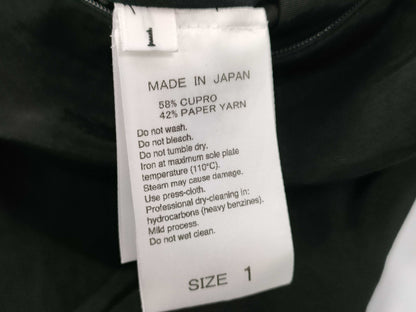 MADE IN JAPAN
58% CUPRO
42% PAPER YARN
Do not wash.
Do not bleach.
Do not tumble dry.
Iron at maximum sole plate
temperature (110°C).
Steam may cause damage.
Use press-cloth.
Professional dry-cleaning in:
hydrocarbons (heavy benzines).
Mild process.
Do not wet clean.
SIZE 1